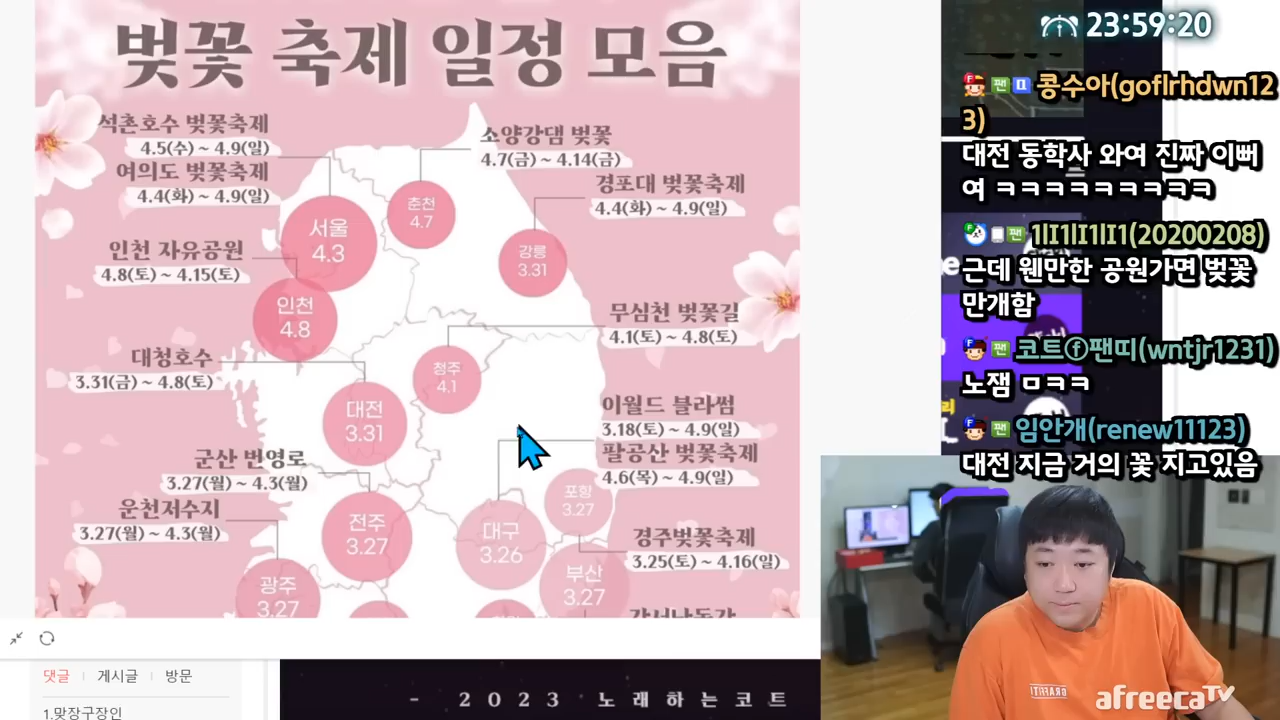 벚꽃 축제 일정 모음
석촌호수 벚꽃축제
4.5(수) ~ 4.9(일)
여의도 벚꽃축제
4.4(화) ~ 4.9(일)
소양강댐 벚꽃
4.7(금) ~ 4.14(금)
경포대 벚꽃축제
4.4(화) ~ 4.9(일)
춘천
4.7
서울
4.3
강릉
3.31
인천 자유공원
4.8(토) ~ 4.15(토)
인천
4.8
무심천 벚꽃길
4.1(토) ~ 4.8(토)
대청호수
3.31(금) ~ 4.8(토)
청주
4.1
대전
3.31
이월드 블라썸
3.18(토) ~ 4.9(일)
팔공산 벚꽃축제
4.6(목) ~ 4.9(일)
군산 번영로
3.27(월) ~ 4.3(월)
운천저수지
3.27(월) ~ 4.3(월)
포항
3.27
전주
3.27
대구
3.26
경주벚꽃축제
3.25(토) ~ 4.16(일)
광주
3.27
부산
3.27
댓글
게시글
방문
1.맞장구장인
- 2023 노래하는코트
23:59:20
콩수아(goflrhdwn12
3)
대전 동학사 와여 진짜 이뻐
여 ㅋㅋㅋㅋㅋㅋㅋㅋㅋ
1lI1lI1lI1(20200208)
근데 웬만한 공원가면 벚꽃
만개함
코트ⓕ팬띠(wntjr1231)
노잼 ㅁㅋㅋ
임안개(renew11123)
대전 지금 거의 꽃 지고있음
GRAFFITI
afreecaTV